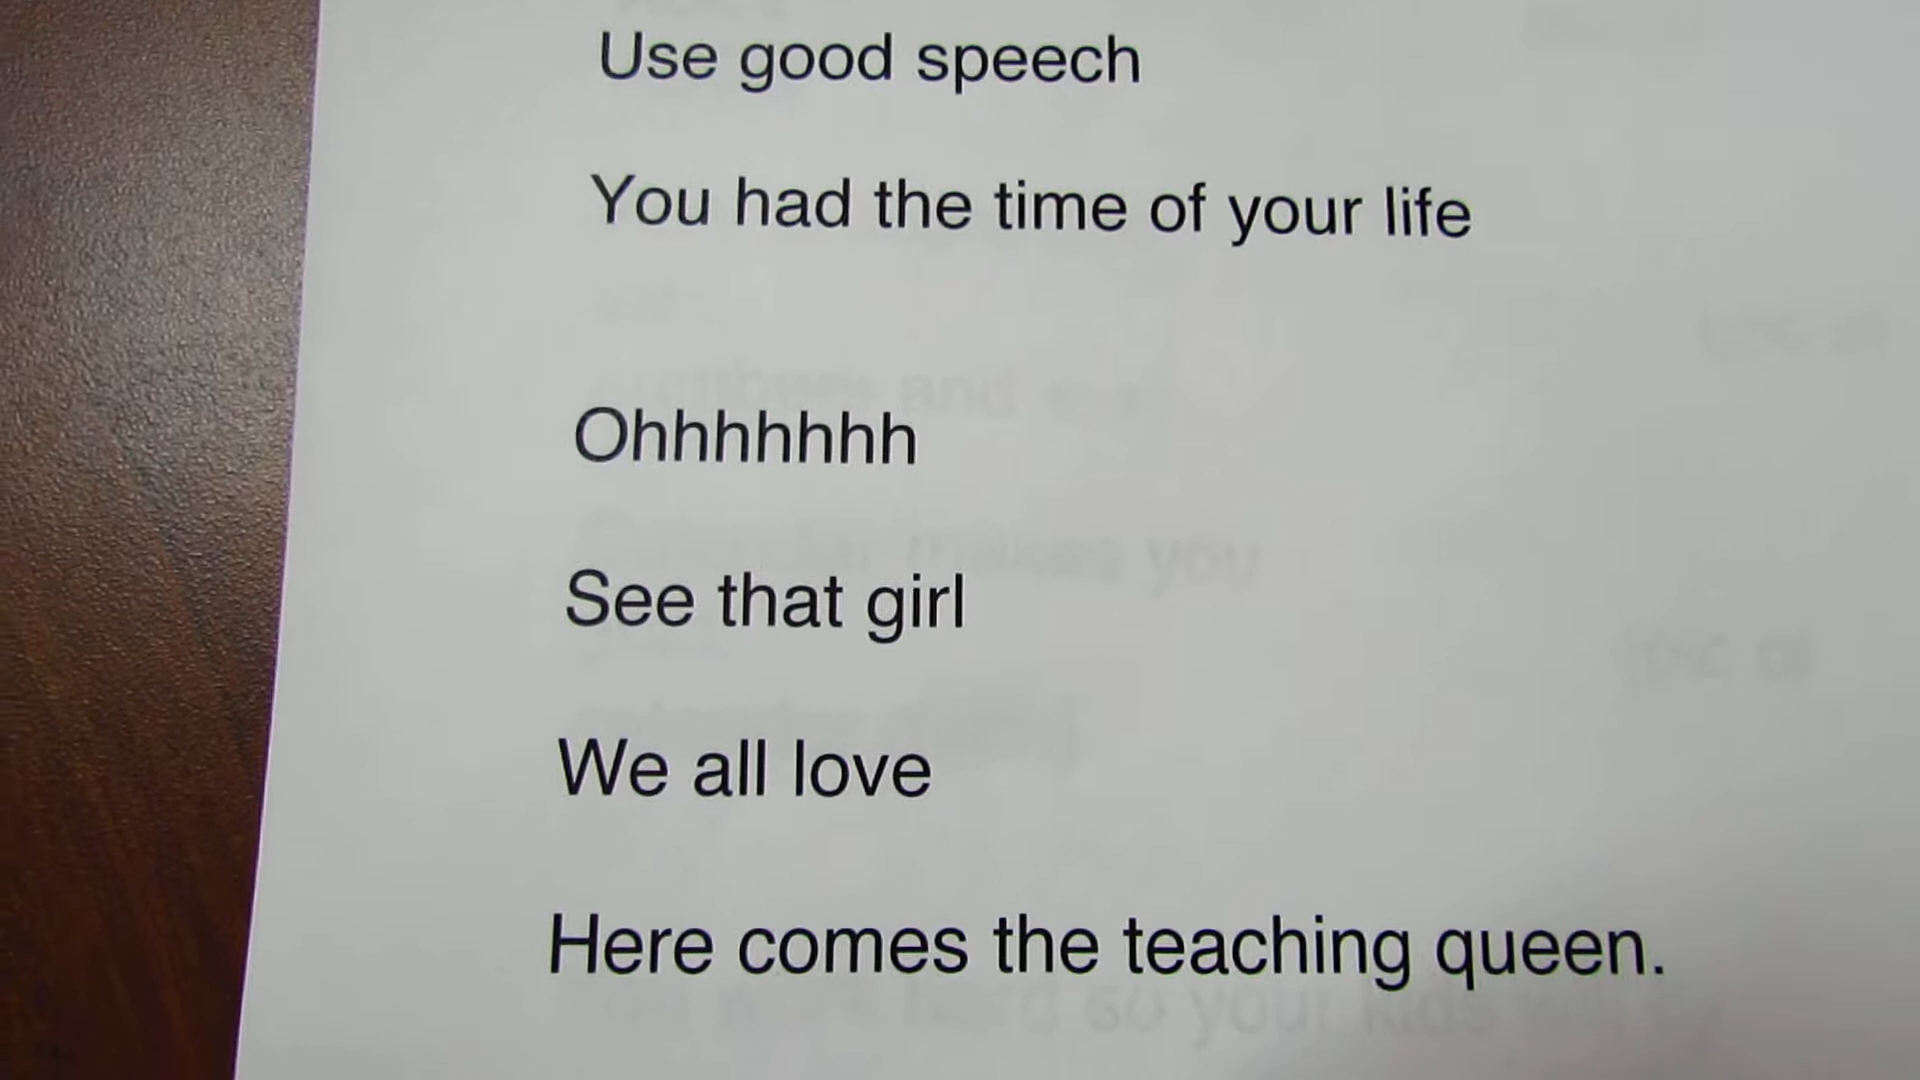 Use good speech
You had the time of your life
Ohhhhhhh
See that girl
We all love
Here comes the teaching queen.